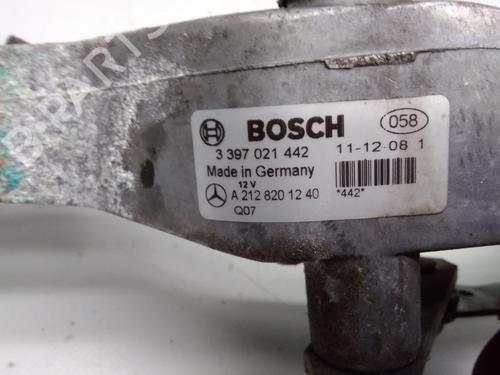 BOSCH
058
3 397 021 442
11-12-08 1
Made in Germany
12 V
A 212 820 12 40
*442*
Q07